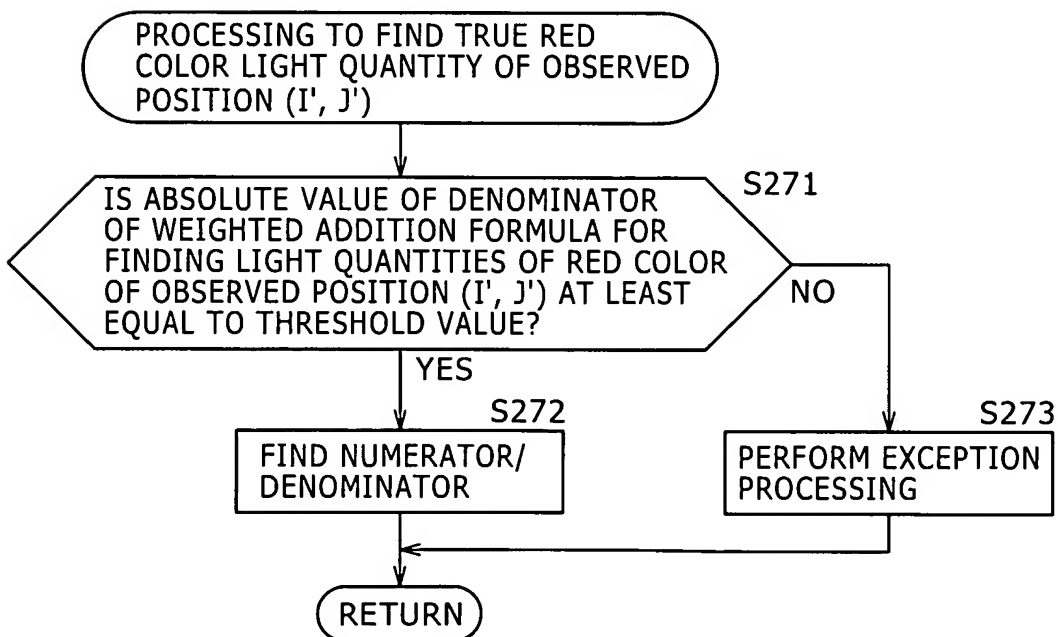 PROCESSING TO FIND TRUE RED
COLOR LIGHT QUANTITY OF OBSERVED
POSITION (I', J')
S271
IS ABSOLUTE VALUE OF DENOMINATOR
OF WEIGHTED ADDITION FORMULA FOR
FINDING LIGHT QUANTITIES OF RED COLOR
OF OBSERVED POSITION (I', J') AT LEAST
EQUAL TO THRESHOLD VALUE?
NO
YES
S272
FIND NUMERATOR/
DENOMINATOR
S273
PERFORM EXCEPTION
PROCESSING
RETURN